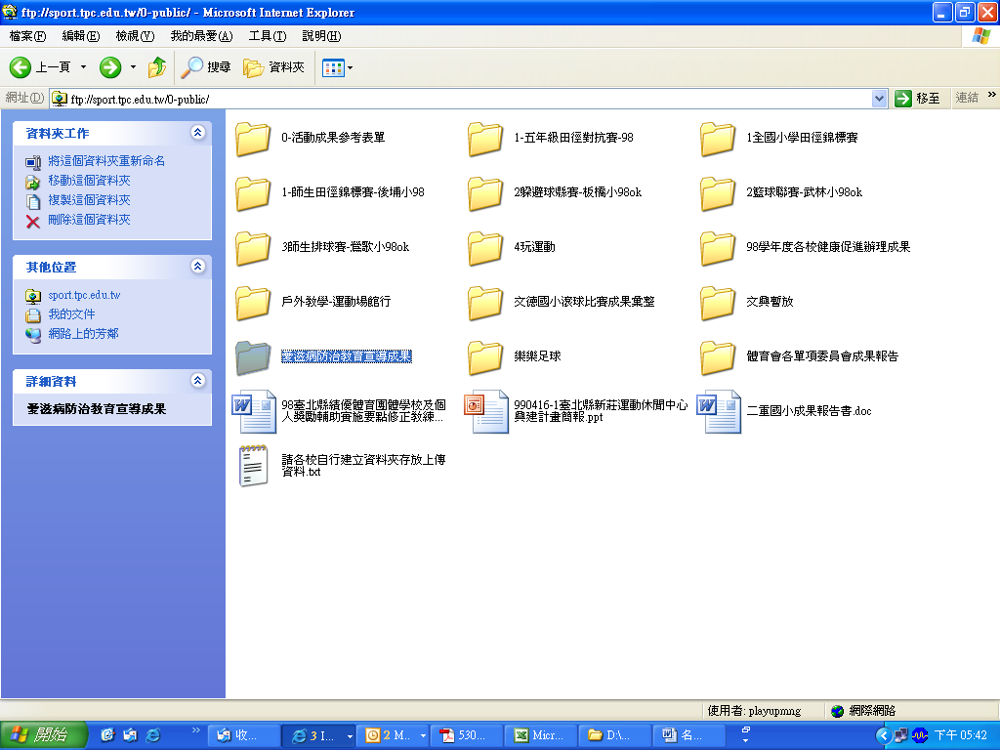 ftp://sport.tpc.edu.tw/0-public/ - Microsoft Internet Explorer
檔案(F) 編輯(E) 檢視(V) 我的最愛(A) 工具(T) 說明(H)
上一頁 搜尋 資料夾
網址(D) ftp://sport.tpc.edu.tw/0-public/ 移至 連結 »
資料夾工作
將這個資料夾重新命名
移動這個資料夾
複製這個資料夾
刪除這個資料夾
其他位置
sport.tpc.edu.tw
我的文件
網路上的芳鄰
詳細資料
愛滋病防治教育宣導成果
0-活動成果參考表單
1-五年級田徑對抗賽-98
1全國小學田徑錦標賽
1-師生田徑錦標賽-後埔小98
2躲避球縣賽-板橋小98ok
2籃球聯賽-武林小98ok
3師生排球賽-鶯歌小98ok
4玩運動
98學年度各校健康促進辦理成果
戶外教學-運動場館行
文德國小滾球比賽成果彙整
文興暫放
愛滋病防治教育宣導成果
樂樂足球
體育會各單項委員會成果報告
98臺北縣績優體育團體學校及個
人獎勵輔助實施要點修正教練...
990416-1臺北縣新莊運動休閒中心
興建計畫簡報.ppt
二重國小成果報告書.doc
請各校自行建立資料夾存放上傳
資料.txt
使用者: playupmng 網際網路
開始 » 收... 3 I... 2 M... 530... Micr... D:\... 名... 下午 05:42